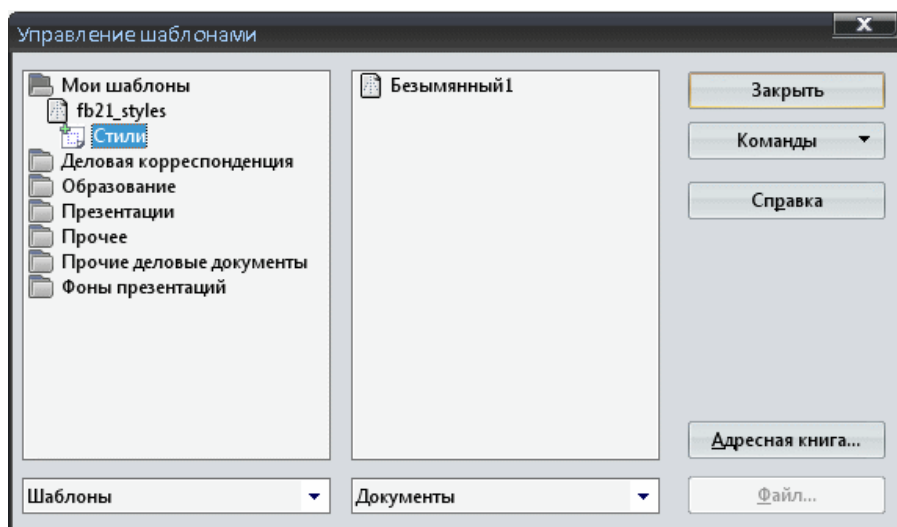 Управление шаблонами
X
Мои шаблоны
fb21_styles
Стили
Деловая корреспонденция
Образование
Презентации
Прочее
Прочие деловые документы
Фоны презентаций
Шаблоны
Безымянный1
Документы
Закрыть
Команды
Справка
Адресная книга...
Файл...